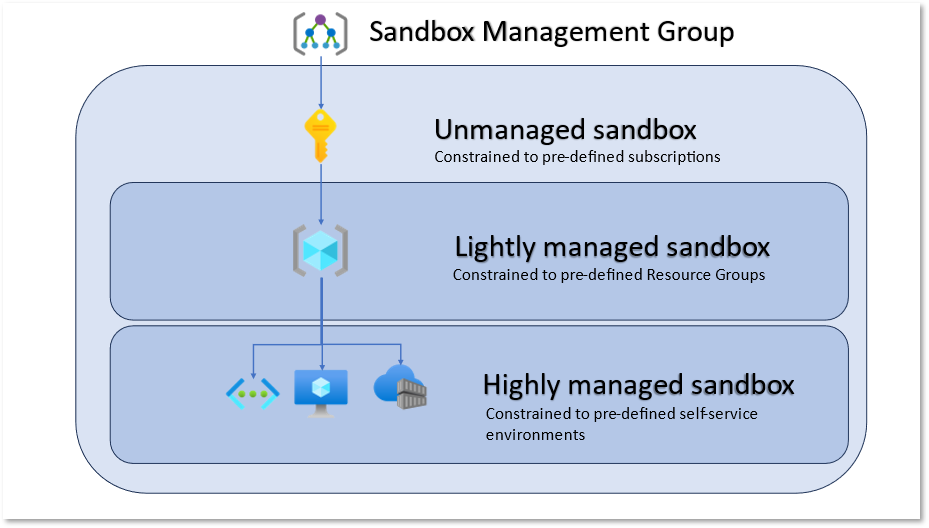 Sandbox Management Group
Unmanaged sandbox
Constrained to pre-defined subscriptions
Lightly managed sandbox
Constrained to pre-defined Resource Groups
Highly managed sandbox
Constrained to pre-defined self-service
environments